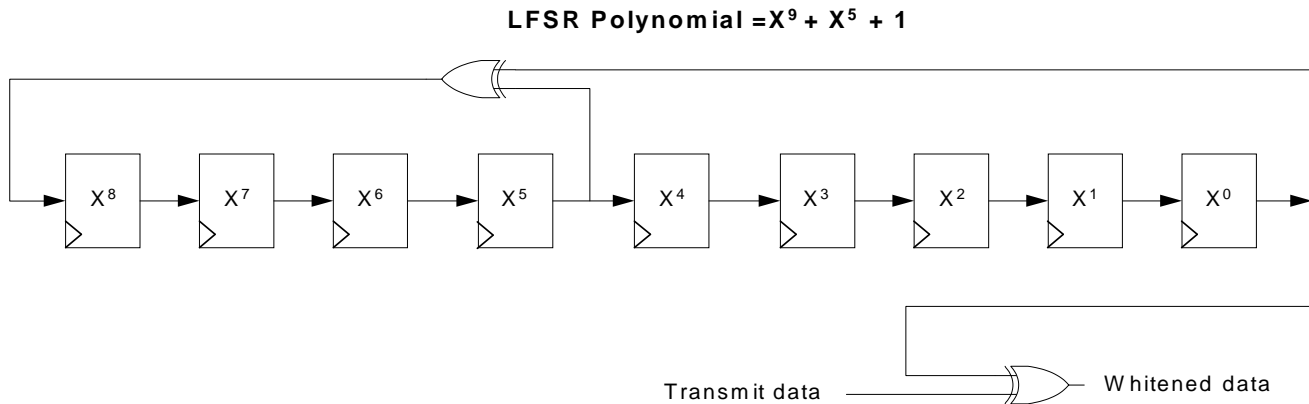 LFSR Polynomial =X⁹ + X⁵ + 1
X⁸ X⁷ X⁶ X⁵ X⁴ X³ X² X¹ X⁰
Transmit data
Whitened data